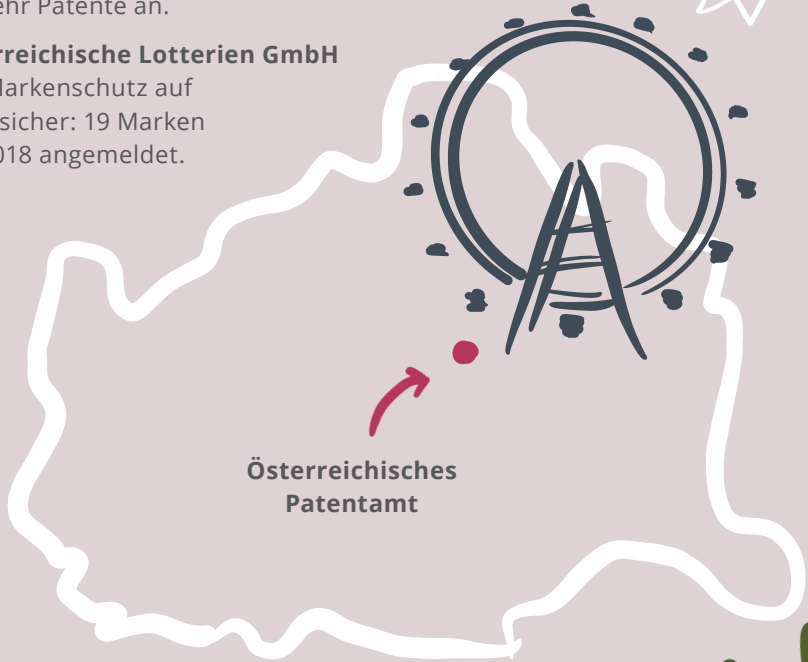 ehr Patente an.
rreichische Lotterien GmbH
Markenschutz auf
sicher: 19 Marken
018 angemeldet.
Österreichisches
Patentamt